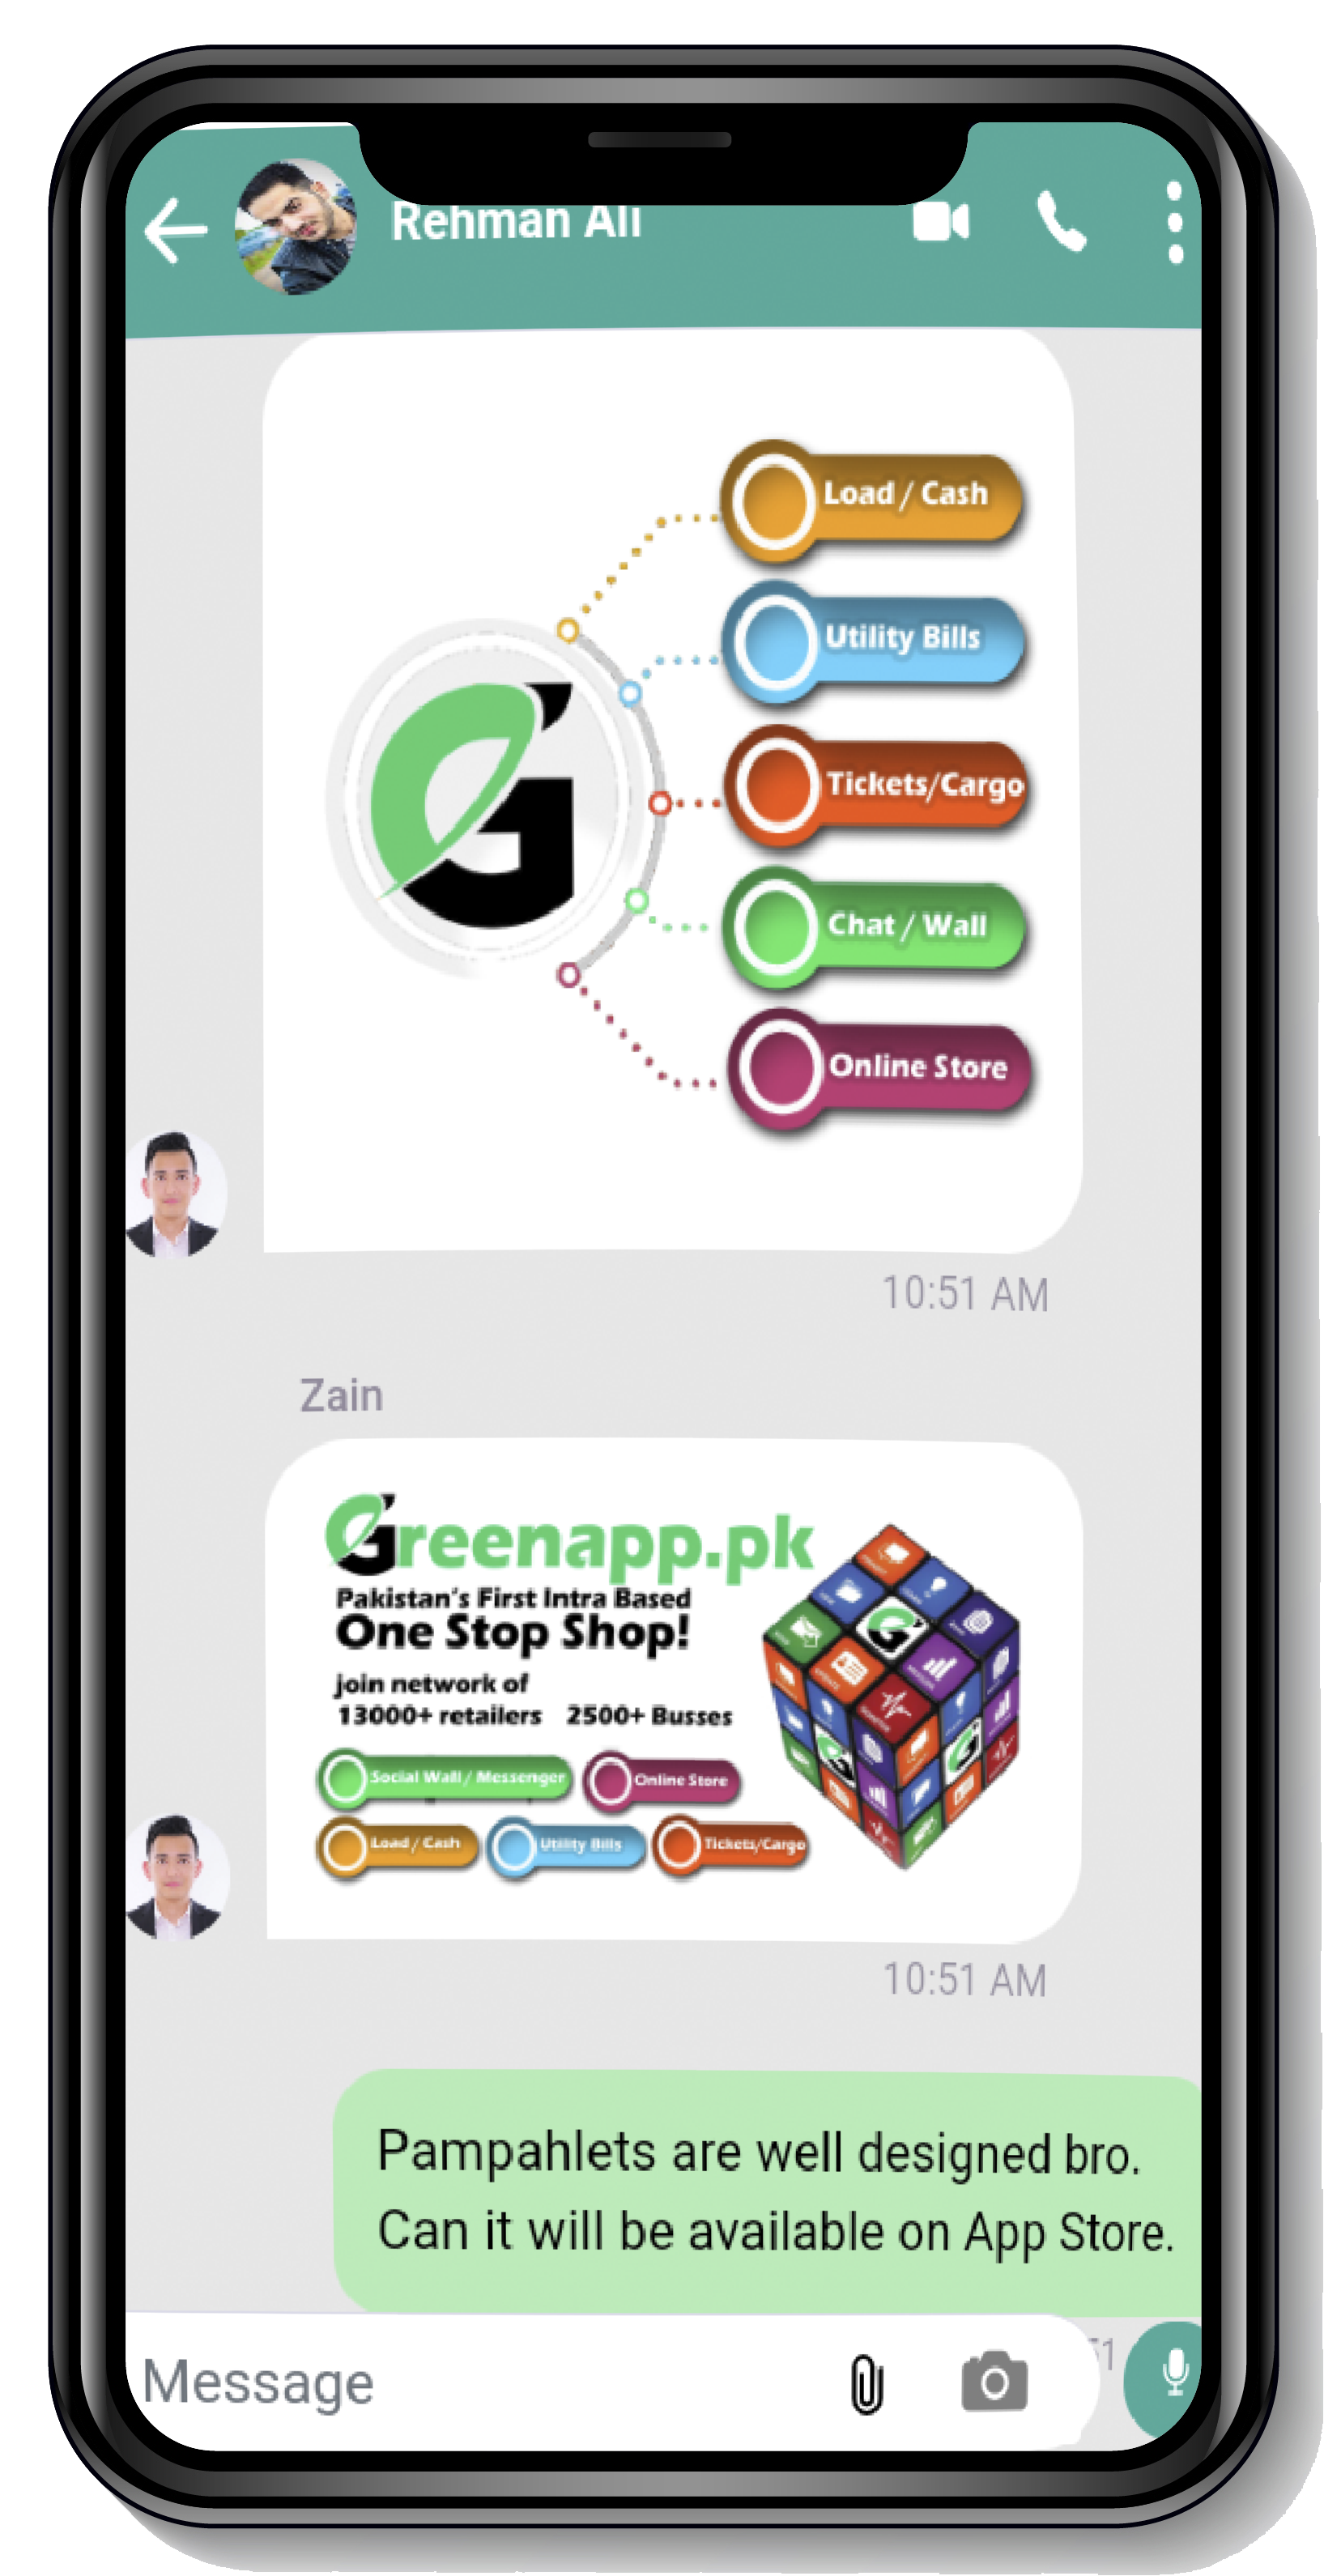 Rehman Ali
Load / Cash
Utility Bills
Tickets/Cargo
Chat / Wall
Online Store
10:51 AM
Zain
Greenapp.pk
Pakistan's First Intra Based
One Stop Shop!
join network of
13000+ retailers 2500+ Busses
Social Wall / Messenger Online Store
Load / Cash Utility Bills Tickets/Cargo
10:51 AM
Pampahlets are well designed bro.
Can it will be available on App Store.
51
Message